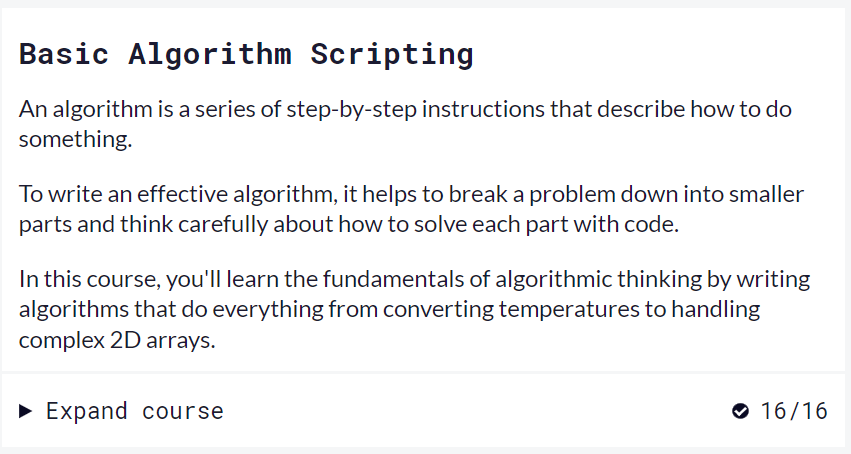 Basic Algorithm Scripting
An algorithm is a series of step-by-step instructions that describe how to do
something.
To write an effective algorithm, it helps to break a problem down into smaller
parts and think carefully about how to solve each part with code.
In this course, you'll learn the fundamentals of algorithmic thinking by writing
algorithms that do everything from converting temperatures to handling
complex 2D arrays.
Expand course 16/16